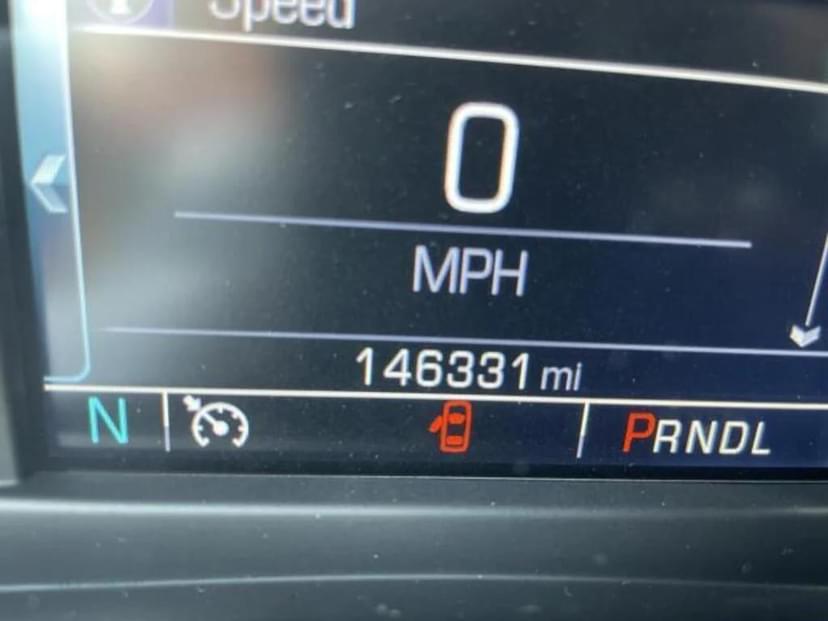 Speed
0
MPH
146331 mi
N PRNDL